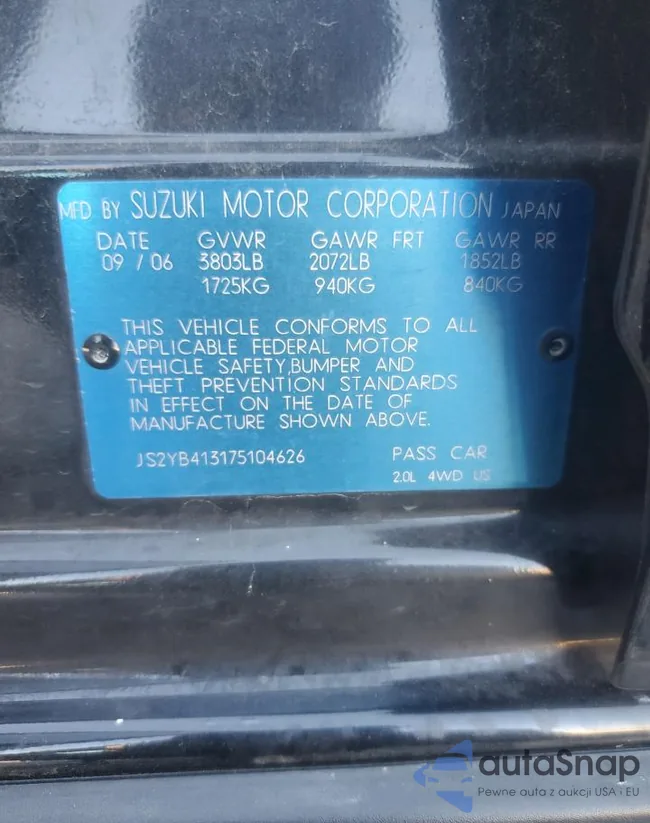 MFD BY SUZUKI MOTOR CORPORATION JAPAN
DATE GVWR GAWR FRT GAWR RR
09 / 06 3803LB 2072LB 1852LB
1725KG 940KG 840KG
THIS VEHICLE CONFORMS TO ALL
APPLICABLE FEDERAL MOTOR
VEHICLE SAFETY,BUMPER AND
THEFT PREVENTION STANDARDS
IN EFFECT ON THE DATE OF
MANUFACTURE SHOWN ABOVE.
JS2YB413175104626 PASS CAR
2.0L 4WD US
autaSnap
Pewne auta z aukcji USA i EU